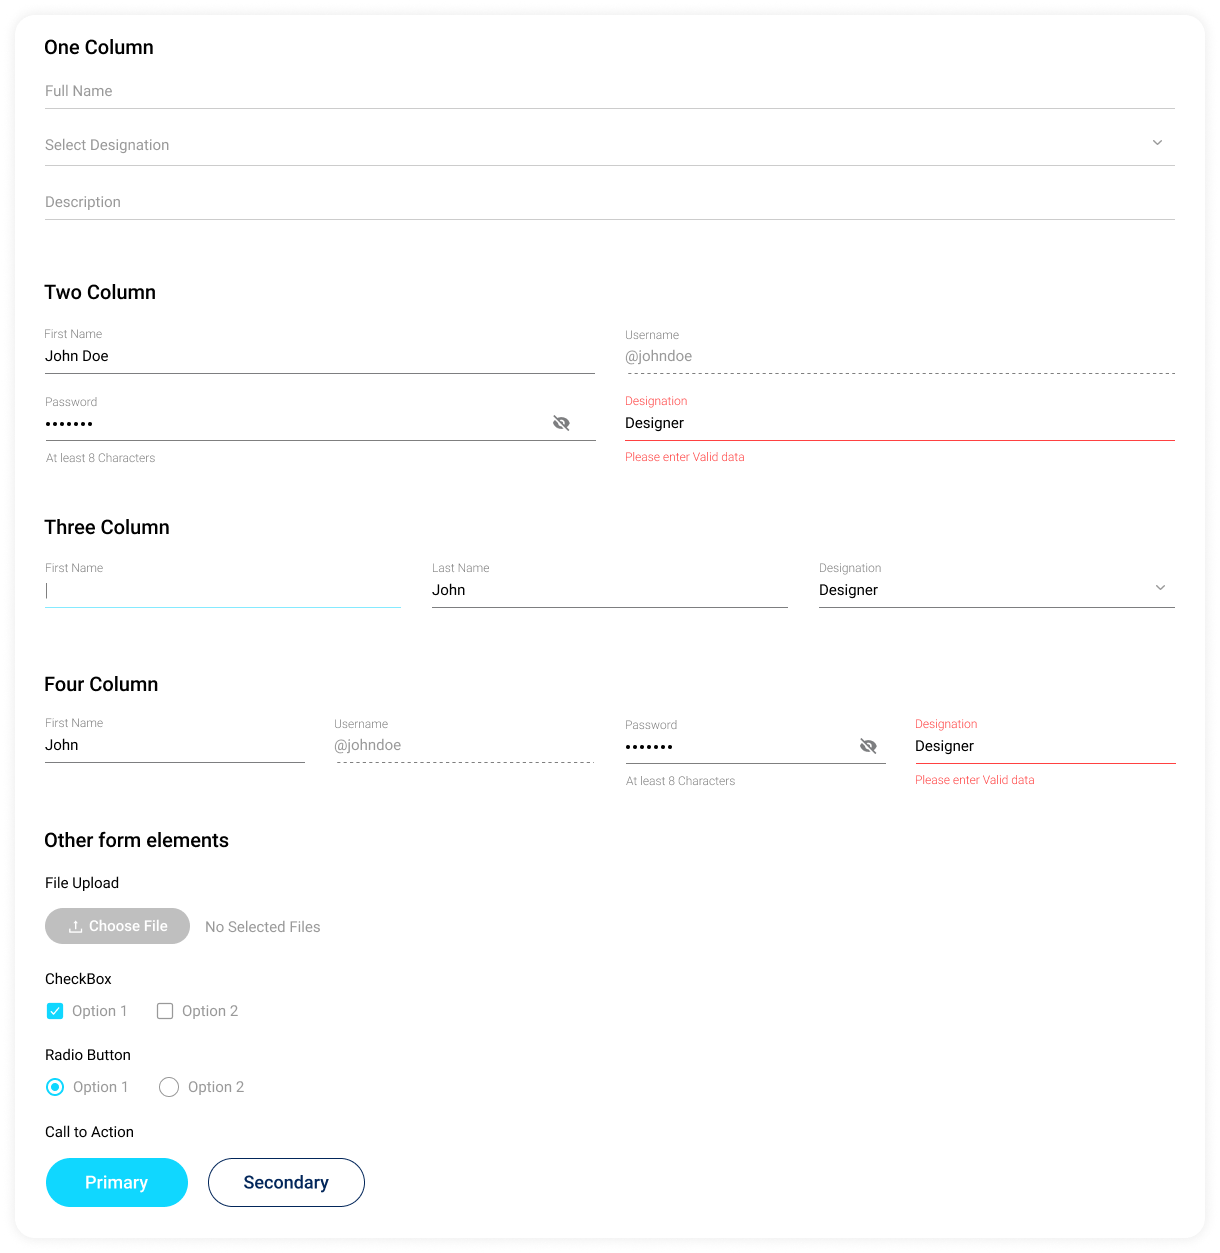 One Column
Full Name
Select Designation
Description
Two Column
First Name
John Doe
Username
@johndoe
Password
•••••••
At least 8 Characters
Designation
Designer
Please enter Valid data
Three Column
First Name
Last Name
John
Designation
Designer
Four Column
First Name
John
Username
@johndoe
Password
•••••••
At least 8 Characters
Designation
Designer
Please enter Valid data
Other form elements
File Upload
Choose File
No Selected Files
CheckBox
Option 1
Option 2
Radio Button
Option 1
Option 2
Call to Action
Primary
Secondary